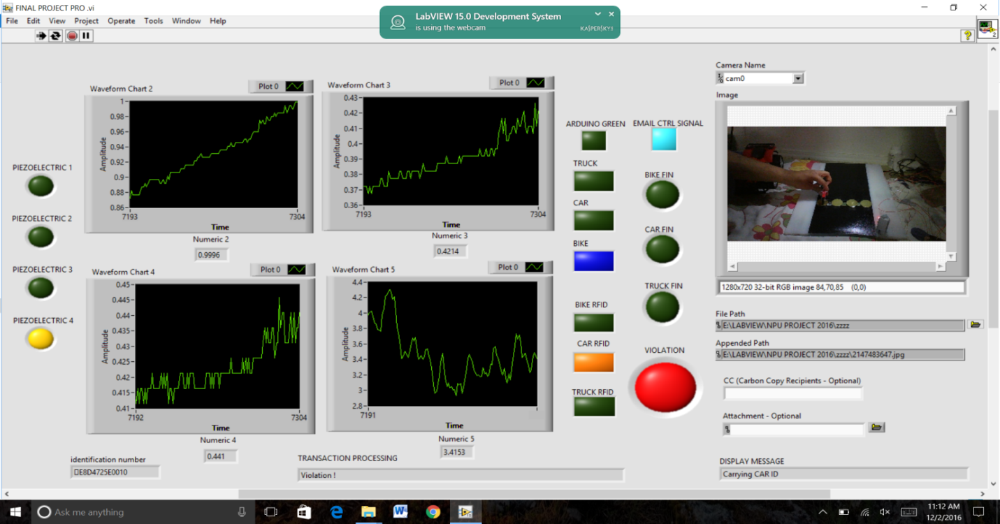 FINAL PROJECT PRO .vi
LabVIEW 15.0 Development System
is using the webcam
KASPERSKY
File Edit View Project Operate Tools Window Help
2
Camera Name
cam0
Image
Waveform Chart 2
Plot 0
1
0.98
0.96
0.94
0.92
0.9
0.88
0.86
Amplitude
7193
7304
Time
Numeric 2
0.9996
Waveform Chart 3
Plot 0
0.43
0.42
0.41
0.4
0.39
0.38
0.37
0.36
Amplitude
7193
7304
Time
Numeric 3
0.4214
PIEZOELECTRIC 1
PIEZOELECTRIC 2
PIEZOELECTRIC 3
PIEZOELECTRIC 4
Waveform Chart 4
Plot 0
0.45
0.445
0.44
0.435
0.43
0.425
0.42
0.415
0.41
Amplitude
7192
7304
Time
Numeric 4
0.441
Waveform Chart 5
Plot 0
4.4
4.2
4
3.8
3.6
3.4
3.2
3
2.8
Amplitude
7191
Time
Numeric 5
3.4153
ARDUINO GREEN
EMAIL CTRL SIGNAL
TRUCK
CAR
BIKE
BIKE RFID
CAR RFID
TRUCK RFID
BIKE FIN
CAR FIN
TRUCK FIN
VIOLATION
1280x720 32-bit RGB image 84,70,85 (0,0)
File Path
E:\LABVIEW\NPU PROJECT 2016\zzzz
Appended Path
E:\LABVIEW\NPU PROJECT 2016\zzzz\2147483647.jpg
CC (Carbon Copy Recipients - Optional)
Attachment - Optional
identification number
□E8D4725E0010
TRANSACTION PROCESSING
Violation !
DISPLAY MESSAGE
Carrying CAR ID
Ask me anything
11:12 AM
12/2/2016